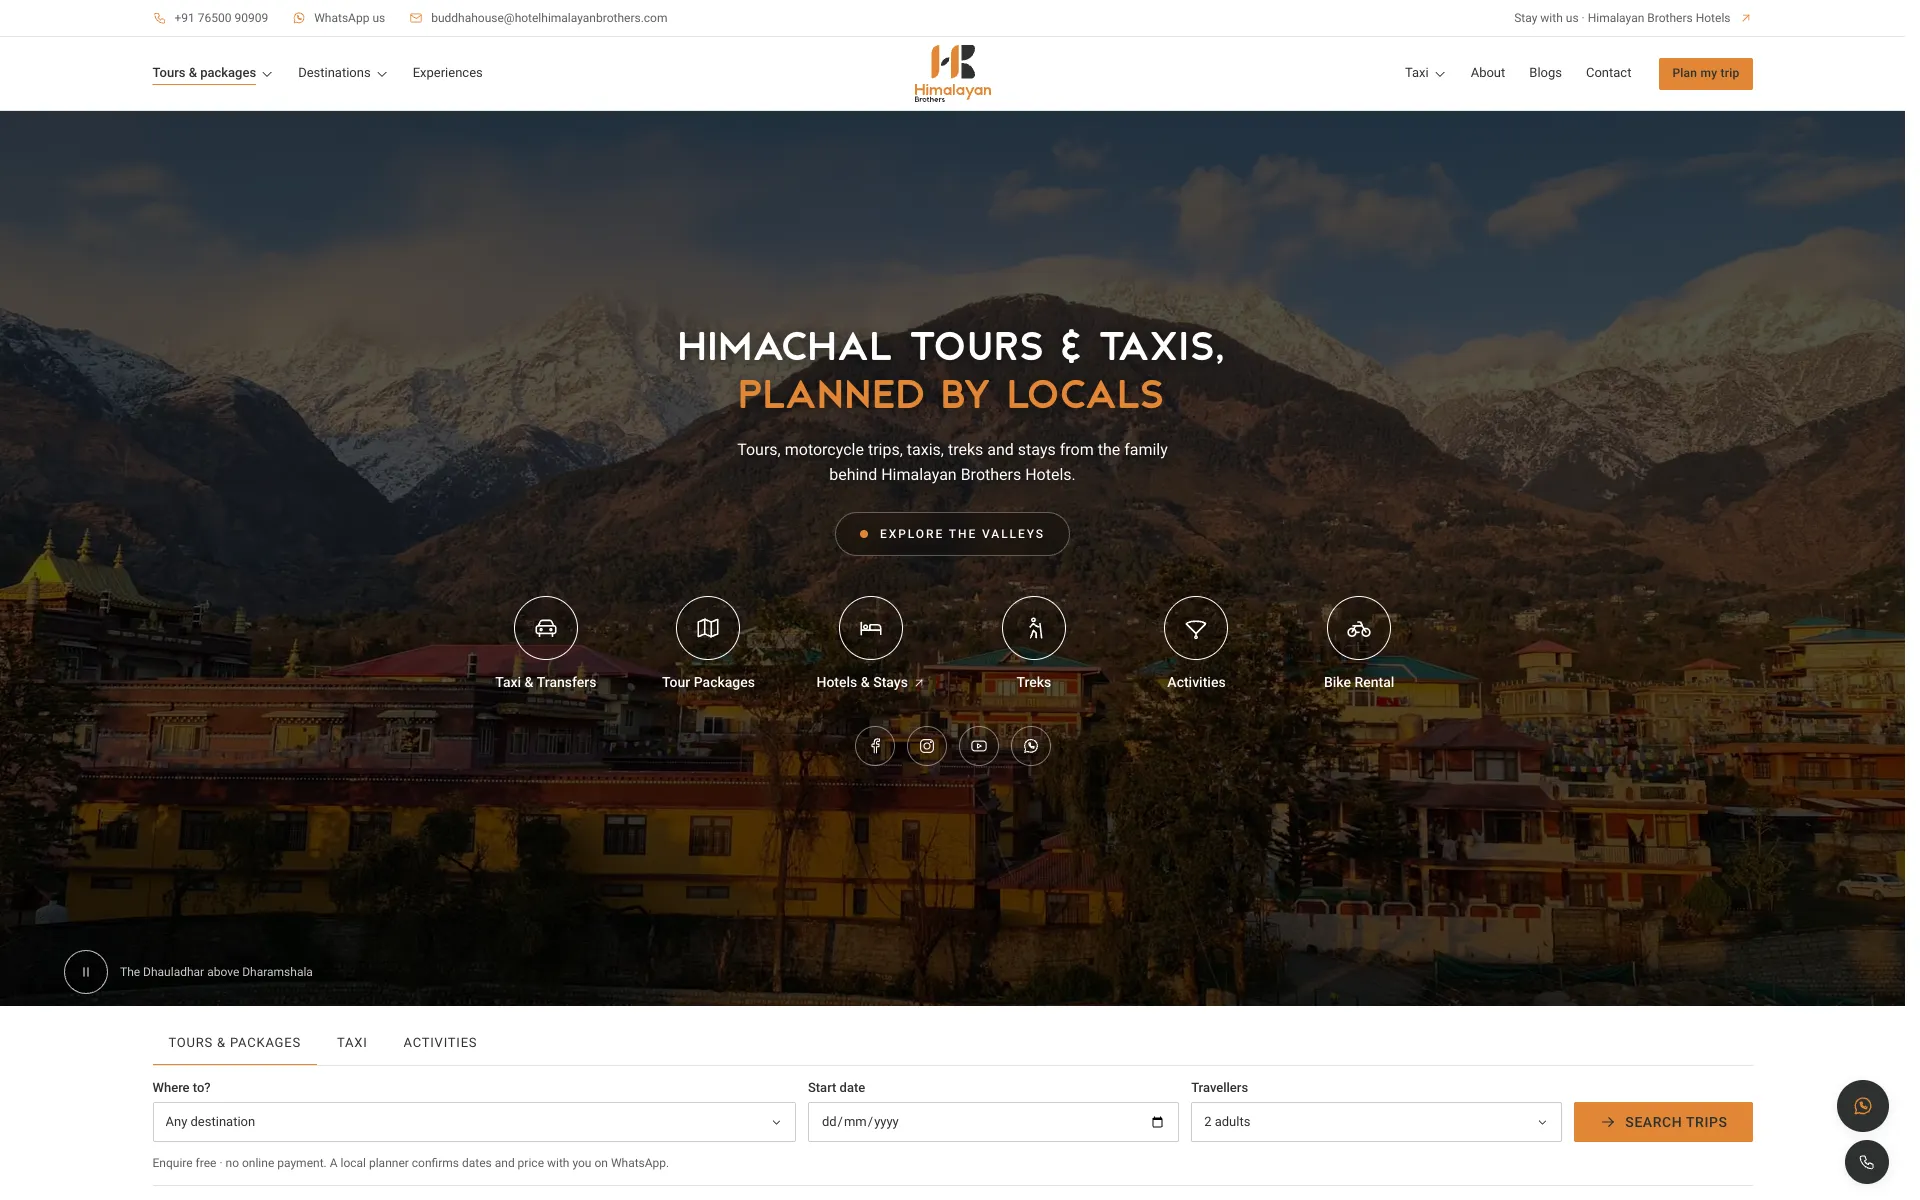 +91 76500 90909
WhatsApp us
buddhahouse@hotelhimalayanbrothers.com
Stay with us · Himalayan Brothers Hotels
Tours & packages
Destinations
Experiences
Himalayan
Brothers
Taxi
About
Blogs
Contact
Plan my trip
HIMACHAL TOURS & TAXIS,
PLANNED BY LOCALS
Tours, motorcycle trips, taxis, treks and stays from the family
behind Himalayan Brothers Hotels.
EXPLORE THE VALLEYS
Taxi & Transfers
Tour Packages
Hotels & Stays
Treks
Activities
Bike Rental
The Dhauladhar above Dharamshala
TOURS & PACKAGES
TAXI
ACTIVITIES
Where to?
Start date
Travellers
Any destination
dd/mm/yyyy
2 adults
SEARCH TRIPS
Enquire free · no online payment. A local planner confirms dates and price with you on WhatsApp.